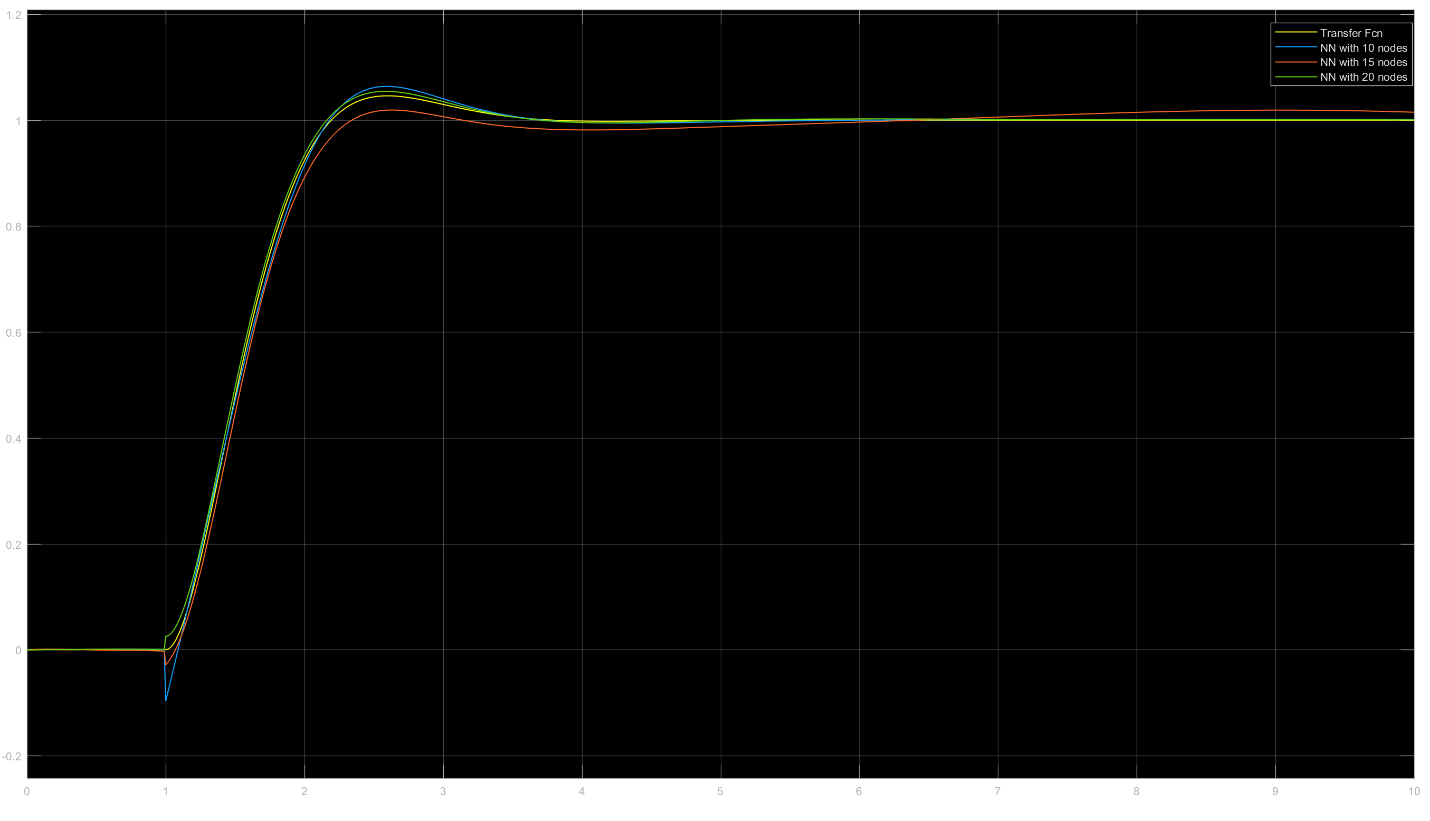 1.2
1
0.8
0.6
0.4
0.2
0
-0.2
Transfer Fcn
NN with 10 nodes
NN with 15 nodes
NN with 20 nodes
0 1 2 3 4 5 6 7 8 9 10